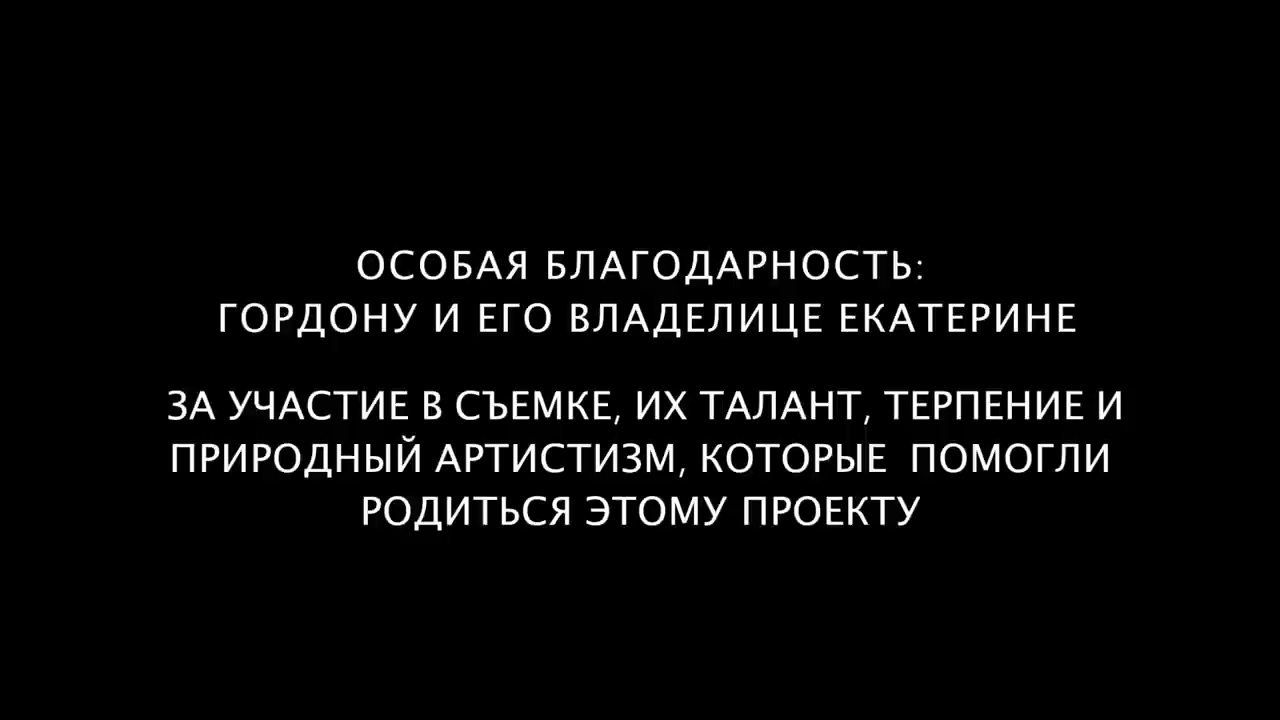 ОСОБАЯ БЛАГОДАРНОСТЬ:
ГОРДОНУ И ЕГО ВЛАДЕЛИЦЕ ЕКАТЕРИНЕ
ЗА УЧАСТИЕ В СЪЕМКЕ, ИХ ТАЛАНТ, ТЕРПЕНИЕ И
ПРИРОДНЫЙ АРТИСТИЗМ, КОТОРЫЕ ПОМОГЛИ
РОДИТЬСЯ ЭТОМУ ПРОЕКТУ